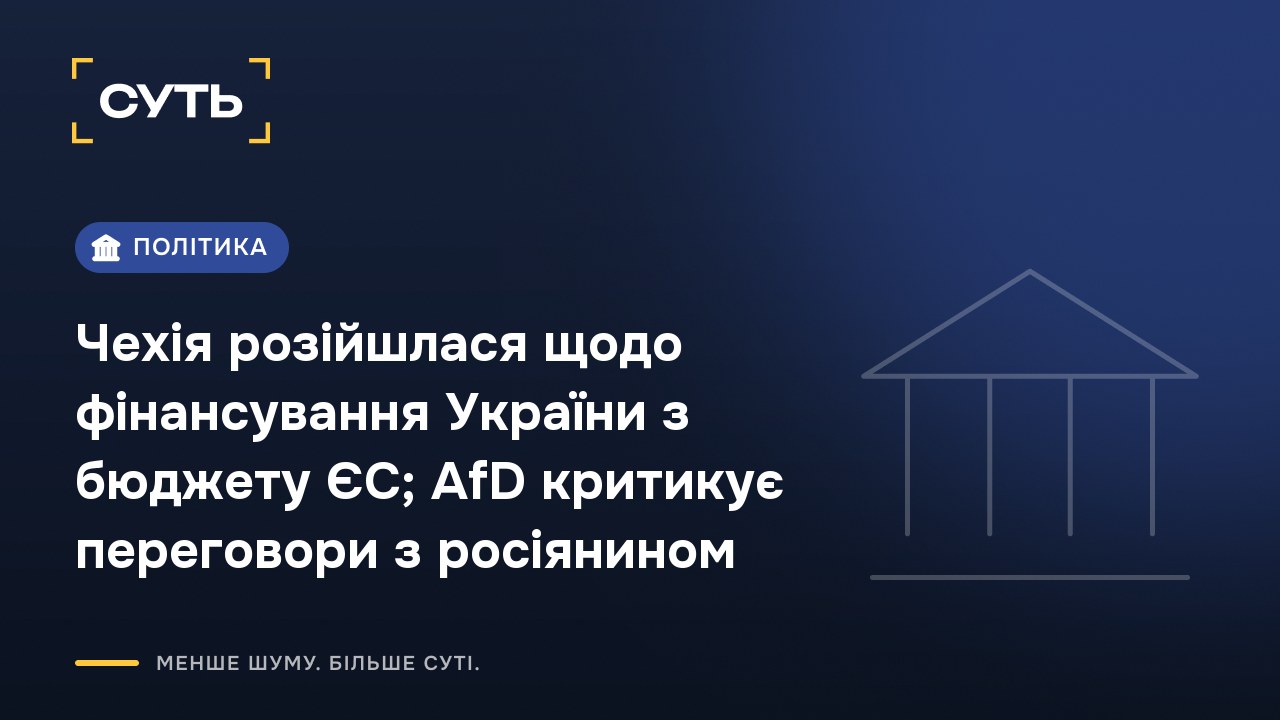 СУТЬ
ПОЛІТИКА
Чехія розійшлася щодо
фінансування України з
бюджету ЄС; AfD критикує
переговори з росіянином
МЕНШЕ ШУМУ. БІЛЬШЕ СУТІ.